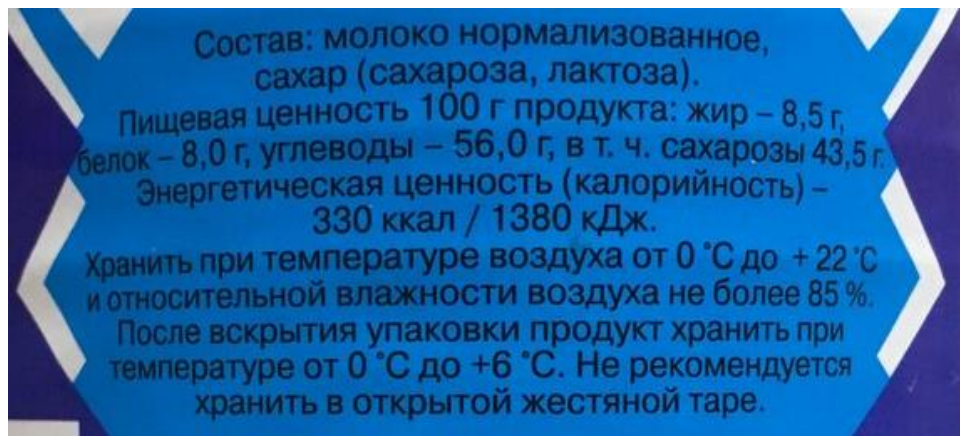 Состав: молоко нормализованное,
сахар (сахароза, лактоза).
Пищевая ценность 100 г продукта: жир – 8,5 г,
белок – 8,0 г, углеводы – 56,0 г, в т. ч. сахарозы 43,5 г.
Энергетическая ценность (калорийность) –
330 ккал / 1380 кДж.
Хранить при температуре воздуха от 0 °С до + 22 °С
и относительной влажности воздуха не более 85 %.
После вскрытия упаковки продукт хранить при
температуре от 0 °С до +6 °С. Не рекомендуется
хранить в открытой жестяной таре.